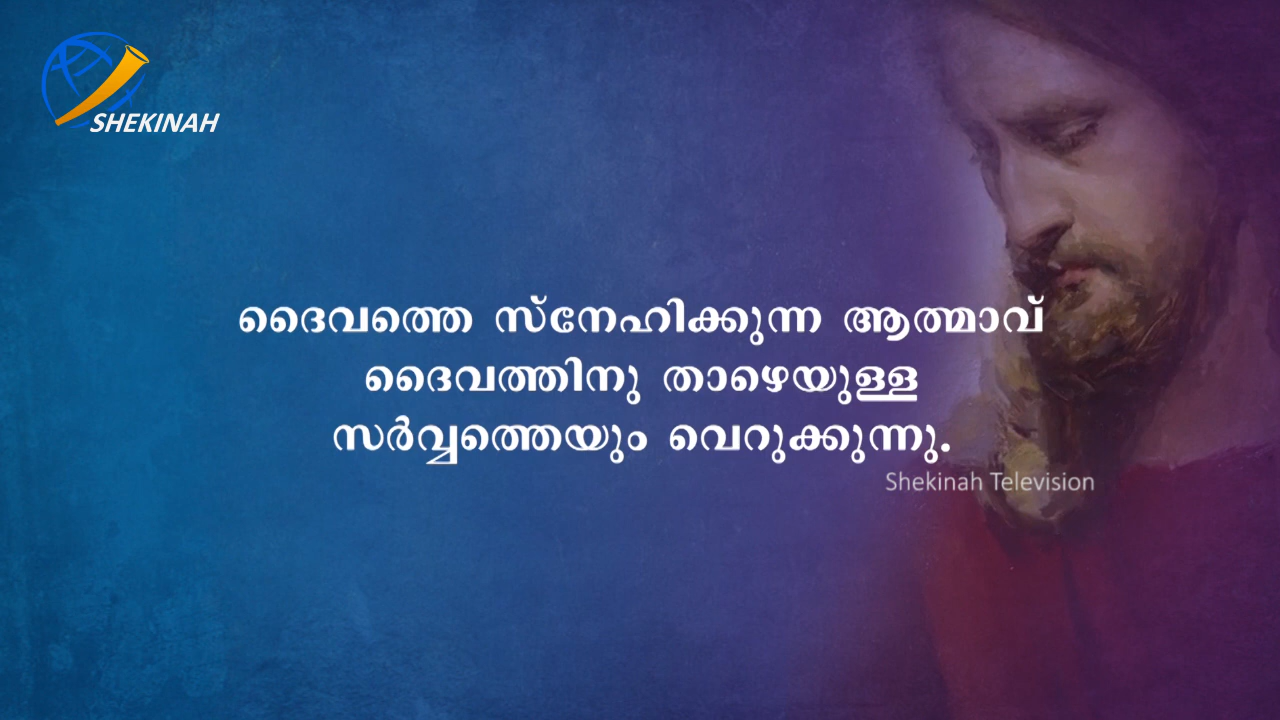 SHEKINAH
ദൈവത്തെ സ്നേഹിക്കുന്ന ആത്മാവ്
ദൈവത്തിനു താഴെയുള്ള
സർവ്വത്തെയും വെറുക്കുന്നു.
Shekinah Television